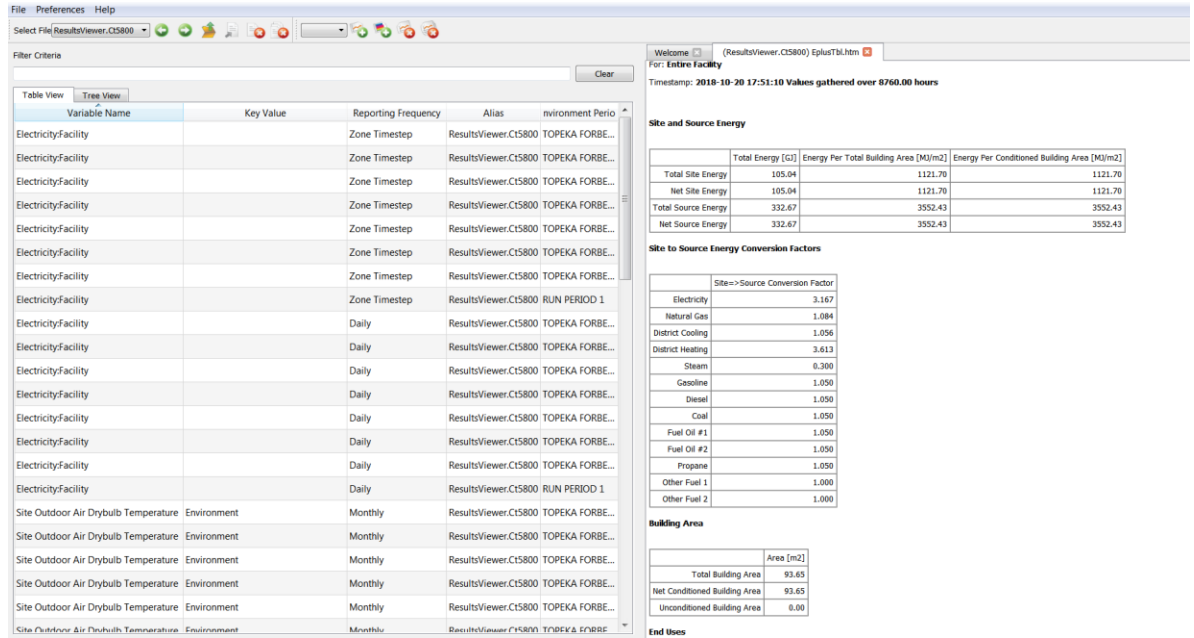 File Preferences Help
Select File ResultsViewer.Ct5800
Filter Criteria
Clear
Table View Tree View
Variable Name Key Value Reporting Frequency Alias nvironment Perio
Electricity:Facility Zone Timestep ResultsViewer.Ct5800 TOPEKA FORBE...
Electricity:Facility Zone Timestep ResultsViewer.Ct5800 TOPEKA FORBE...
Electricity:Facility Zone Timestep ResultsViewer.Ct5800 TOPEKA FORBE...
Electricity:Facility Zone Timestep ResultsViewer.Ct5800 TOPEKA FORBE...
Electricity:Facility Zone Timestep ResultsViewer.Ct5800 TOPEKA FORBE...
Electricity:Facility Zone Timestep ResultsViewer.Ct5800 TOPEKA FORBE...
Electricity:Facility Zone Timestep ResultsViewer.Ct5800 TOPEKA FORBE...
Electricity:Facility Zone Timestep ResultsViewer.Ct5800 RUN PERIOD 1
Electricity:Facility Daily ResultsViewer.Ct5800 TOPEKA FORBE...
Electricity:Facility Daily ResultsViewer.Ct5800 TOPEKA FORBE...
Electricity:Facility Daily ResultsViewer.Ct5800 TOPEKA FORBE...
Electricity:Facility Daily ResultsViewer.Ct5800 TOPEKA FORBE...
Electricity:Facility Daily ResultsViewer.Ct5800 TOPEKA FORBE...
Electricity:Facility Daily ResultsViewer.Ct5800 TOPEKA FORBE...
Electricity:Facility Daily ResultsViewer.Ct5800 TOPEKA FORBE...
Electricity:Facility Daily ResultsViewer.Ct5800 RUN PERIOD 1
Site Outdoor Air Drybulb Temperature Environment Monthly ResultsViewer.Ct5800 TOPEKA FORBE...
Site Outdoor Air Drybulb Temperature Environment Monthly ResultsViewer.Ct5800 TOPEKA FORBE...
Site Outdoor Air Drybulb Temperature Environment Monthly ResultsViewer.Ct5800 TOPEKA FORBE...
Site Outdoor Air Drybulb Temperature Environment Monthly ResultsViewer.Ct5800 TOPEKA FORBE...
Site Outdoor Air Drybulb Temperature Environment Monthly ResultsViewer.Ct5800 TOPEKA FORBE...
Site Outdoor Air Drybulb Temperature Environment Monthly ResultsViewer.Ct5800 TOPEKA FORBE
Welcome (ResultsViewer.Ct5800) EplusTbl.htm
For: Entire Facility
Timestamp: 2018-10-20 17:51:10 Values gathered over 8760.00 hours
Site and Source Energy
Total Energy [GJ] Energy Per Total Building Area [MJ/m2] Energy Per Conditioned Building Area [MJ/m2]
Total Site Energy 105.04 1121.70 1121.70
Net Site Energy 105.04 1121.70 1121.70
Total Source Energy 332.67 3552.43 3552.43
Net Source Energy 332.67 3552.43 3552.43
Site to Source Energy Conversion Factors
Site=>Source Conversion Factor
Electricity 3.167
Natural Gas 1.084
District Cooling 1.056
District Heating 3.613
Steam 0.300
Gasoline 1.050
Diesel 1.050
Coal 1.050
Fuel Oil #1 1.050
Fuel Oil #2 1.050
Propane 1.050
Other Fuel 1 1.000
Other Fuel 2 1.000
Building Area
Area [m2]
Total Building Area 93.65
Net Conditioned Building Area 93.65
Unconditioned Building Area 0.00
End Uses